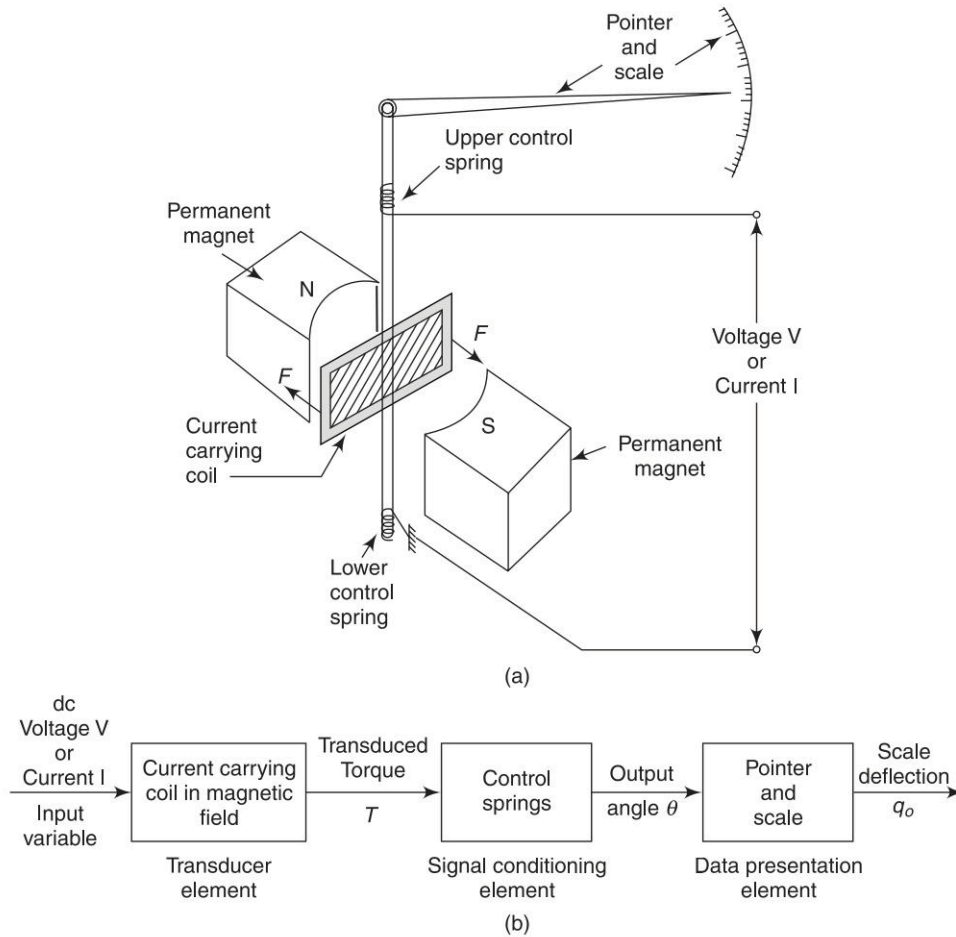 Pointer
and
scale
Upper control
spring
Permanent
magnet
N
F
F
Voltage V
or
Current I
S
Current
carrying
coil
Permanent
magnet
Lower
control
spring
(a)
dc
Voltage V
or
Current I
Input
variable
Current carrying
coil in magnetic
field
Transducer
element
Transduced
Torque
T
Control
springs
Signal conditioning
element
Output
angle θ
Pointer
and
scale
Data presentation
element
Scale
deflection
qo
(b)